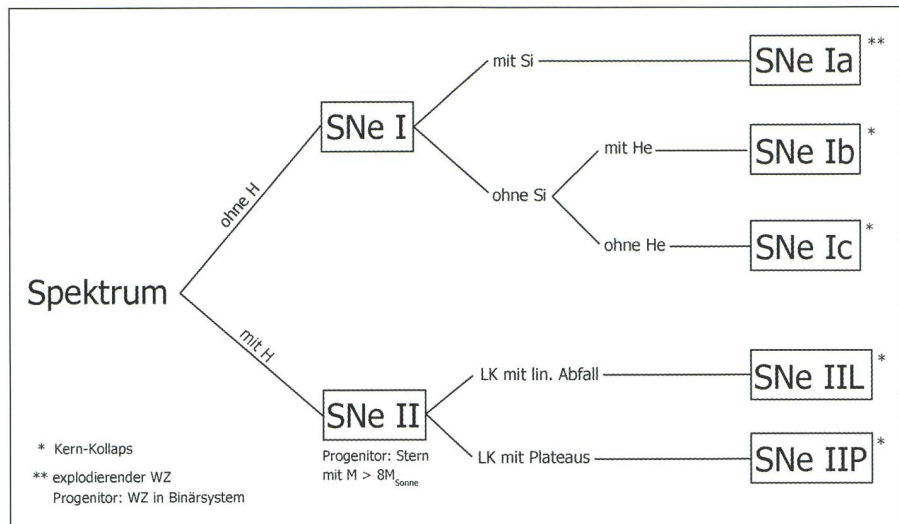 Spektrum
ohne H
SNe I
mit Si
SNe Ia **
ohne Si
mit He
SNe Ib *
ohne He
SNe Ic *
mit H
SNe II
Progenitor: Stern
mit M > 8M Sonne
LK mit lin. Abfall
SNe IIL *
LK mit Plateaus
SNe IIP *
* Kern-Kollaps
** explodierender WZ
Progenitor: WZ in Binärsystem